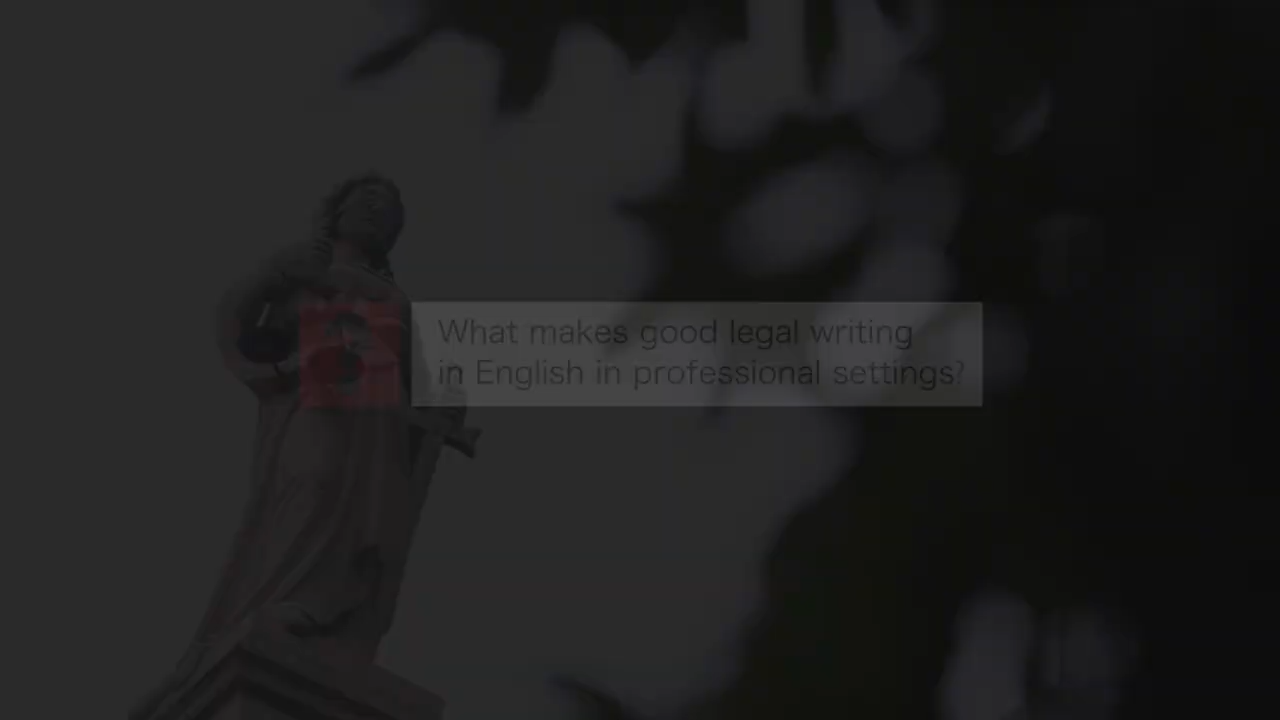 What makes good legal writing
in English in professional settings?